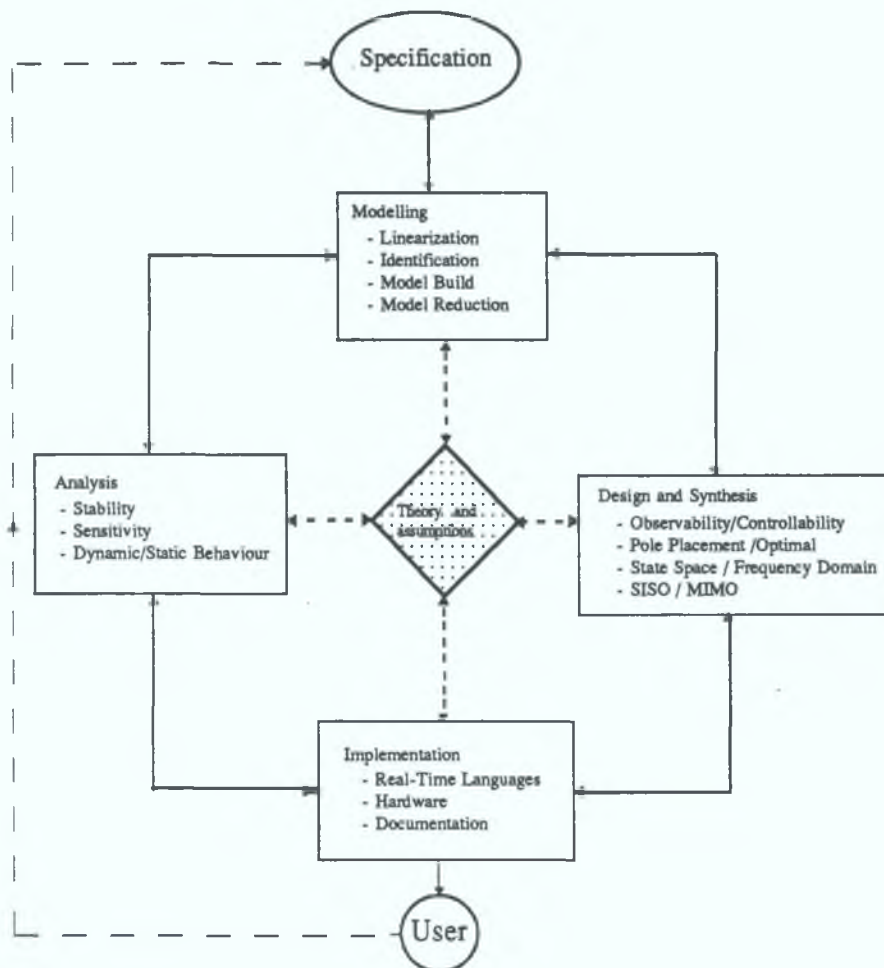 Specification
Modelling
- Linearization
- Identification
- Model Build
- Model Reduction
Analysis
- Stability
- Sensitivity
- Dynamic/Static Behaviour
Theory and
assumptions
Design and Synthesis
- Observability/Controllability
- Pole Placement /Optimal
- State Space / Frequency Domain
- SISO / MIMO
Implementation
- Real-Time Languages
- Hardware
- Documentation
User